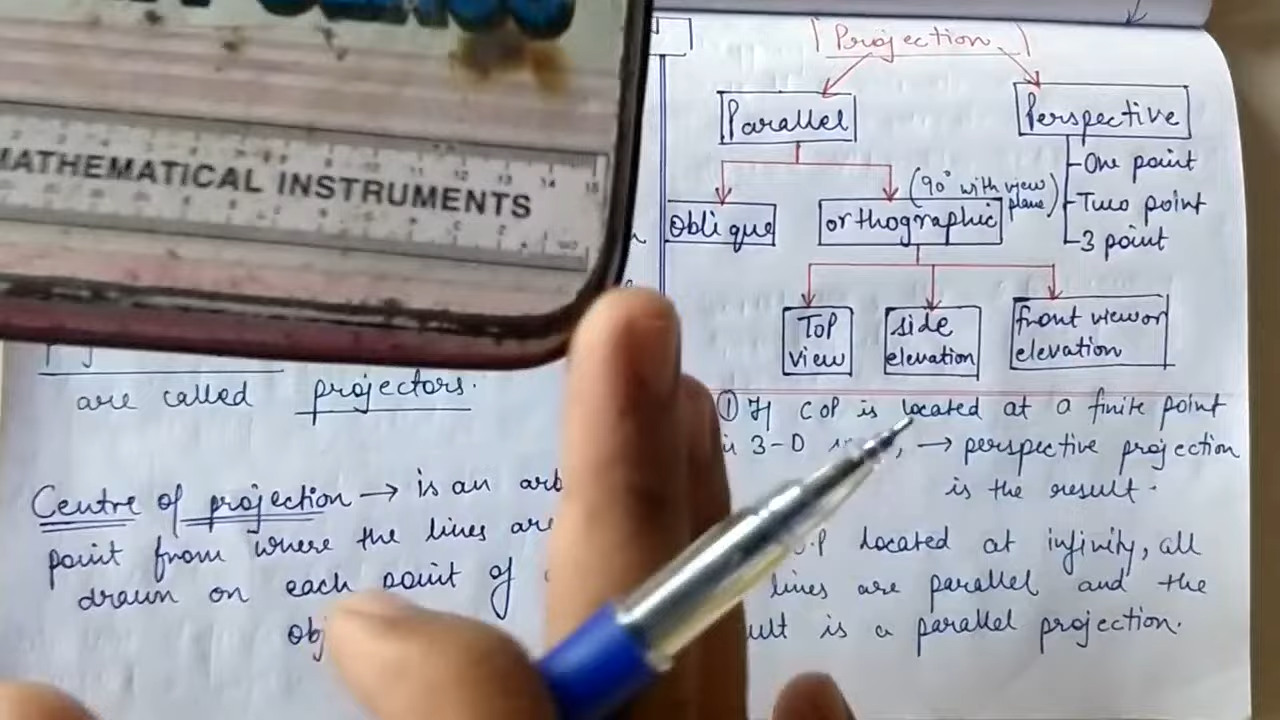 MATHEMATICAL INSTRUMENTS
are called projectors.
Centre of projection → is an
point from where the lines are
drawn on each point of
Projection
Parallel
Perspective
One point
Two point
3 point
oblique
orthographic
(90° with view plane)
Top view
side elevation
front view or elevation
① If COP is located at a finite point
3-D , → perspective projection
is the result.
located at infinity, all
lines are parallel and the
is a parallel projection.